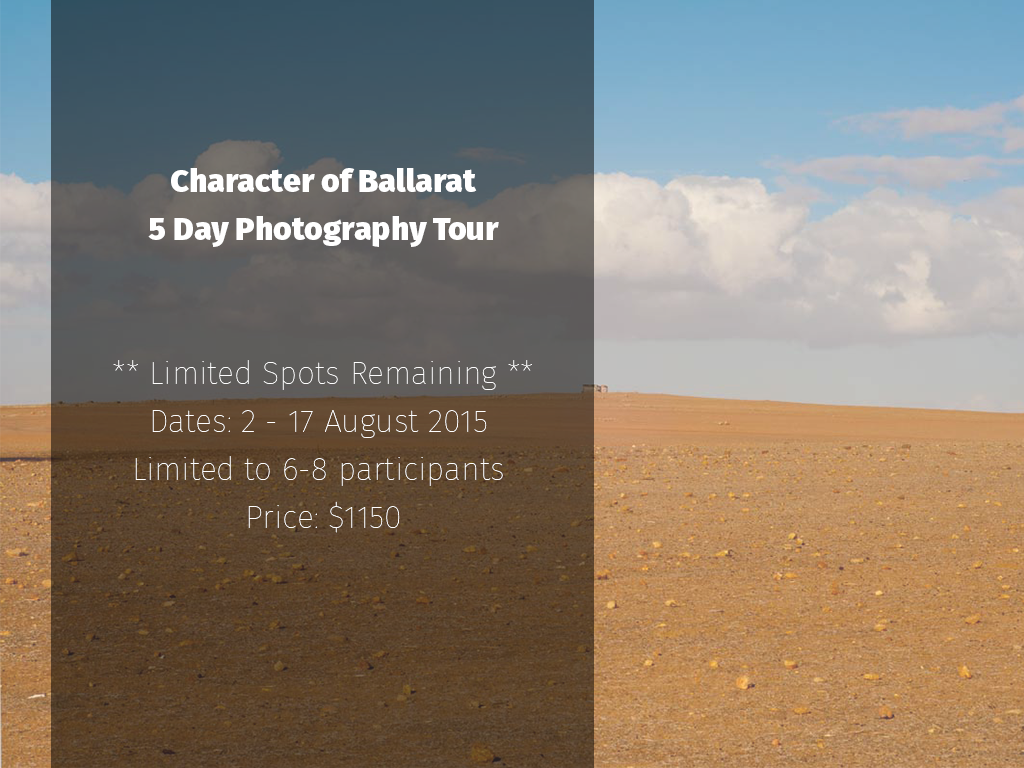 Character of Ballarat
5 Day Photography Tour
** Limited Spots Remaining **
Dates: 2 - 17 August 2015
Limited to 6-8 participants
Price: $1150